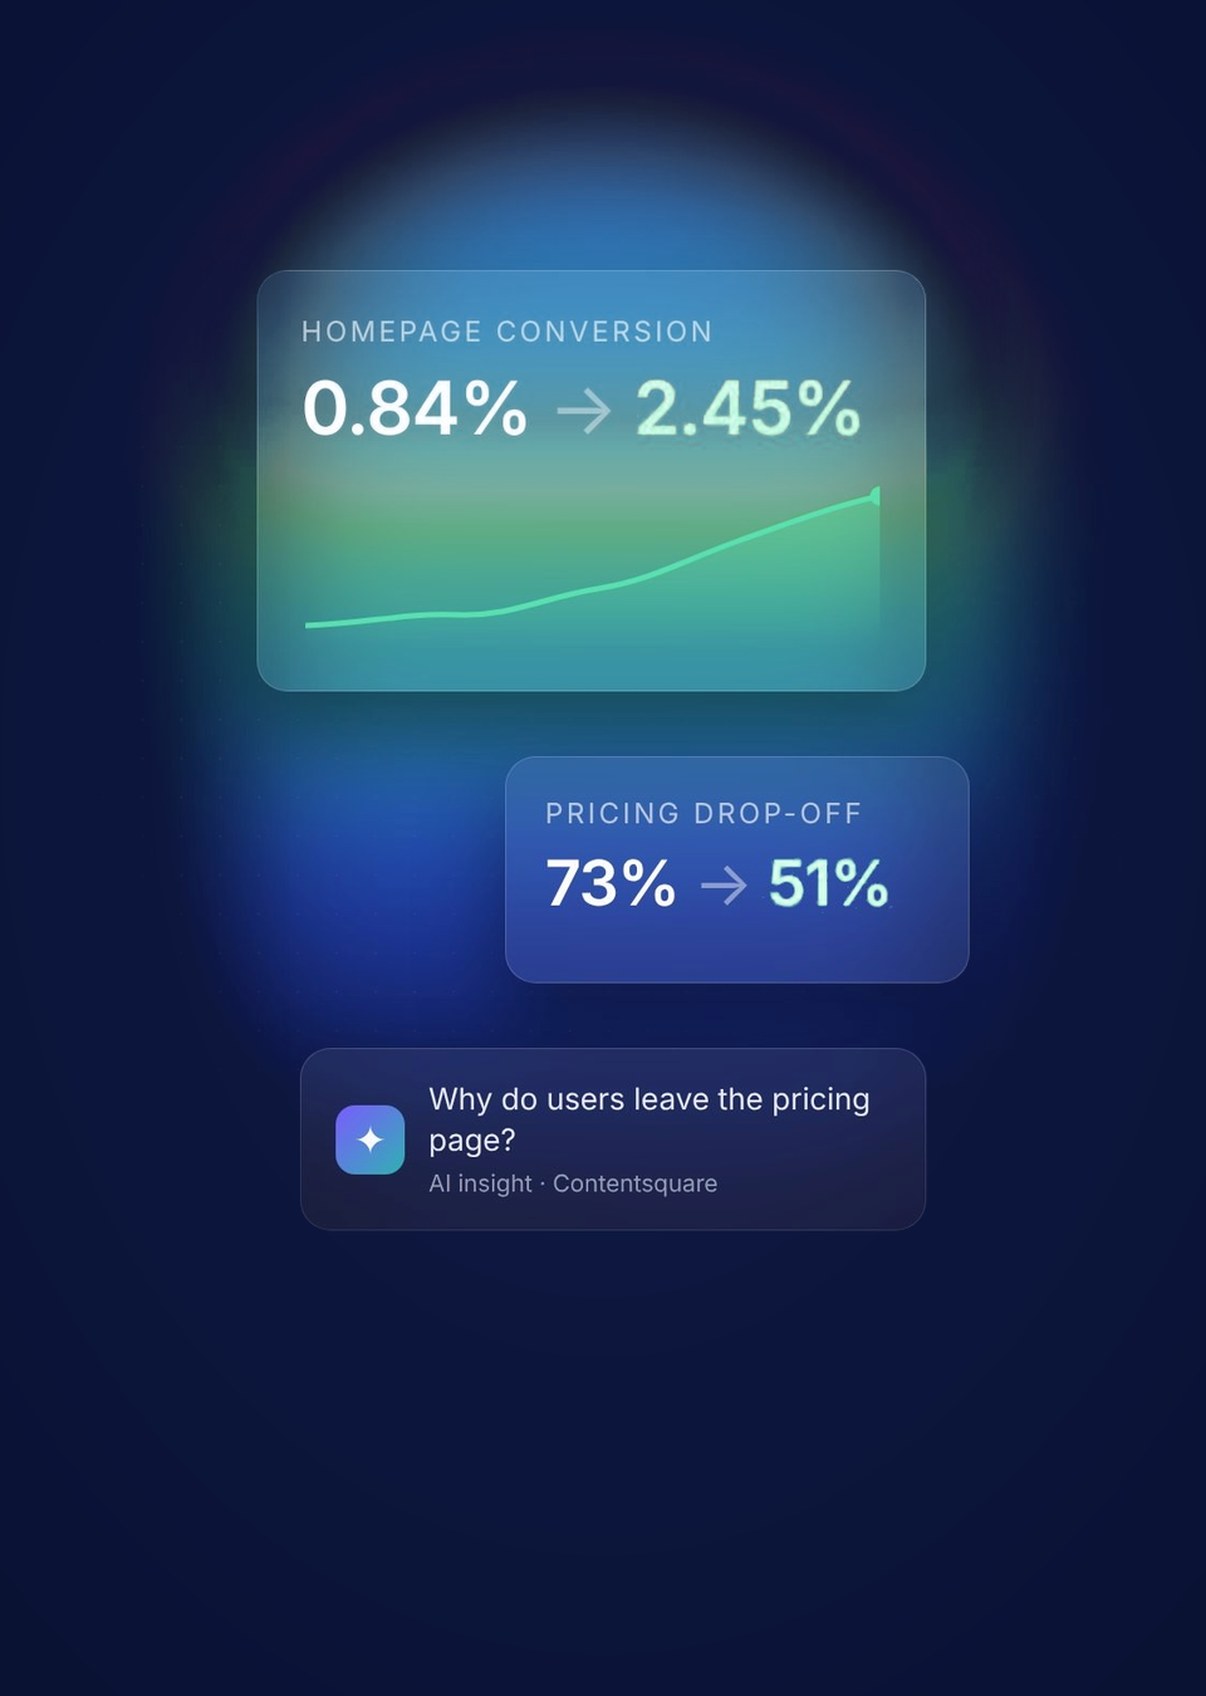 HOMEPAGE CONVERSION
0.84% → 2.45%
PRICING DROP-OFF
73% → 51%
Why do users leave the pricing
page?
AI insight · Contentsquare